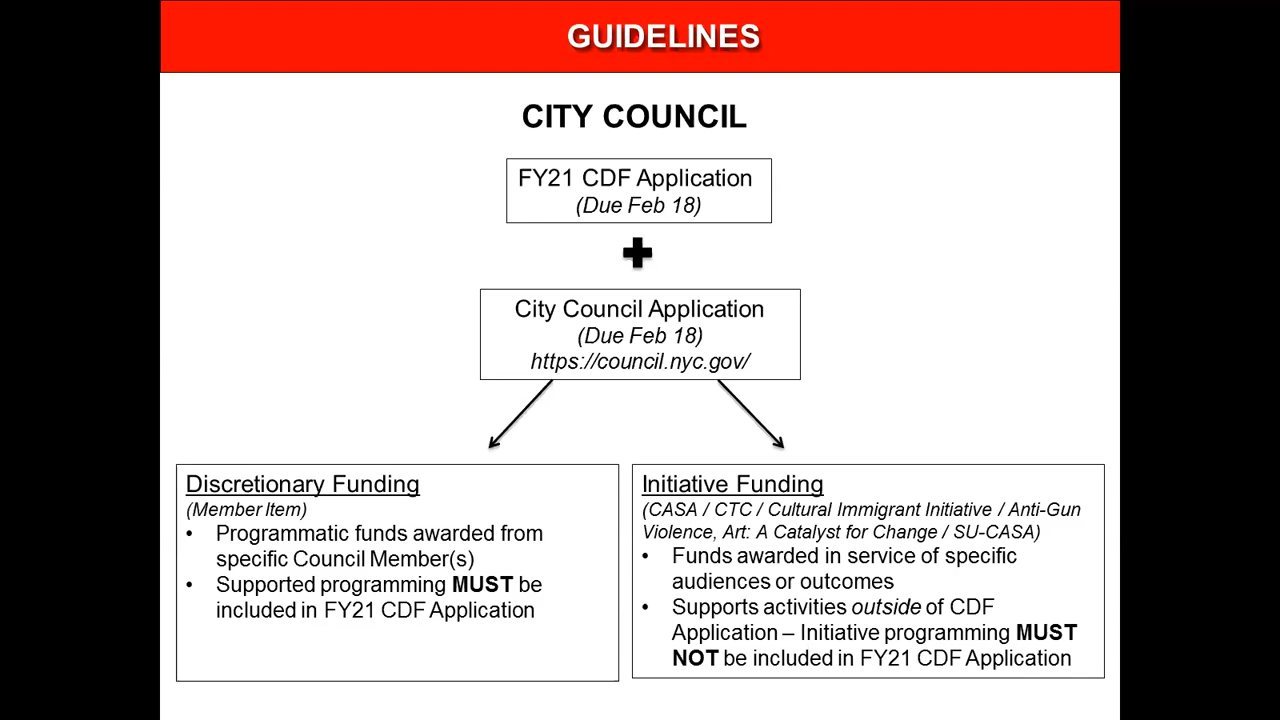 GUIDELINES
CITY COUNCIL
FY21 CDF Application
(Due Feb 18)
City Council Application
(Due Feb 18)
https://council.nyc.gov/
Discretionary Funding
(Member Item)
• Programmatic funds awarded from
specific Council Member(s)
• Supported programming MUST be
included in FY21 CDF Application
Initiative Funding
(CASA / CTC / Cultural Immigrant Initiative / Anti-Gun
Violence, Art: A Catalyst for Change / SU-CASA)
• Funds awarded in service of specific
audiences or outcomes
• Supports activities outside of CDF
Application – Initiative programming MUST
NOT be included in FY21 CDF Application